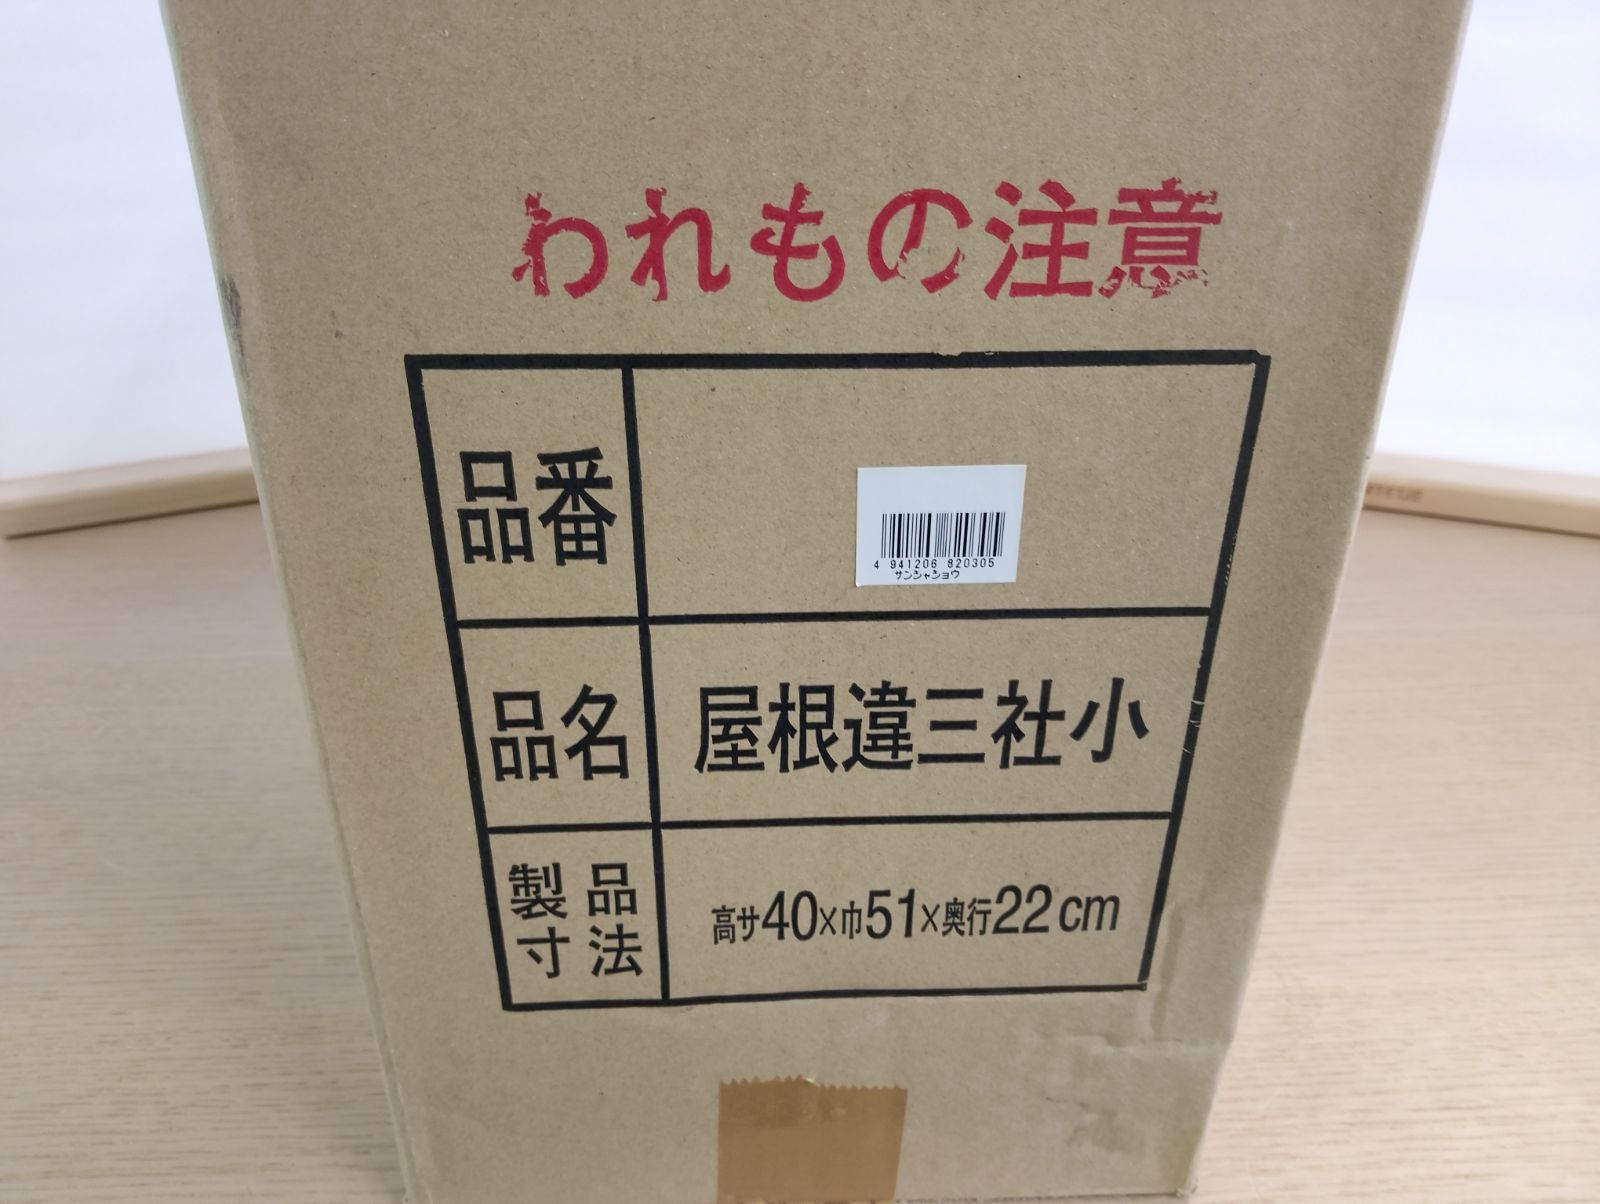 われもの注意
品番
4 941206 820305
サンシャショウ
品名
屋根違三社小
製品
寸法
高サ40×巾51×奥行22cm